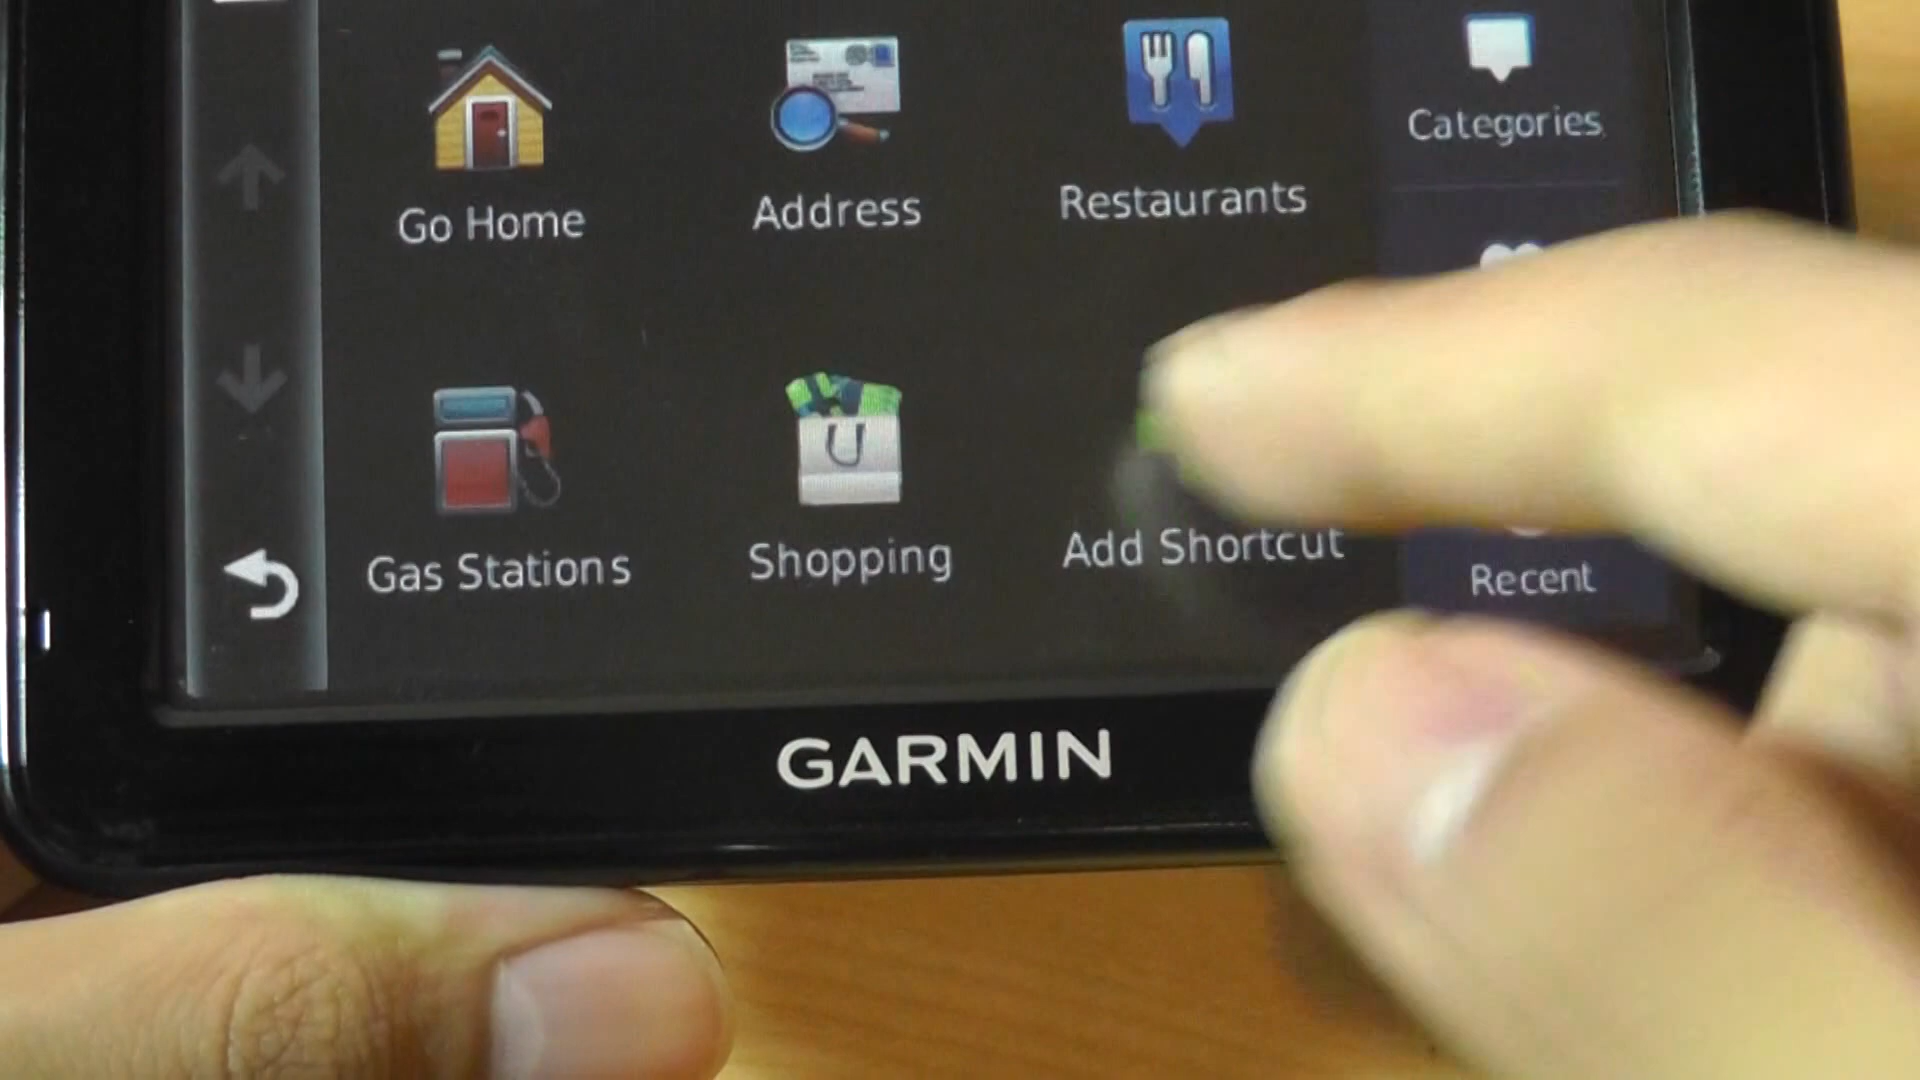 Go Home
Address
Restaurants
Categories
Gas Stations
Shopping
Add Shortcut
Recent
GARMIN